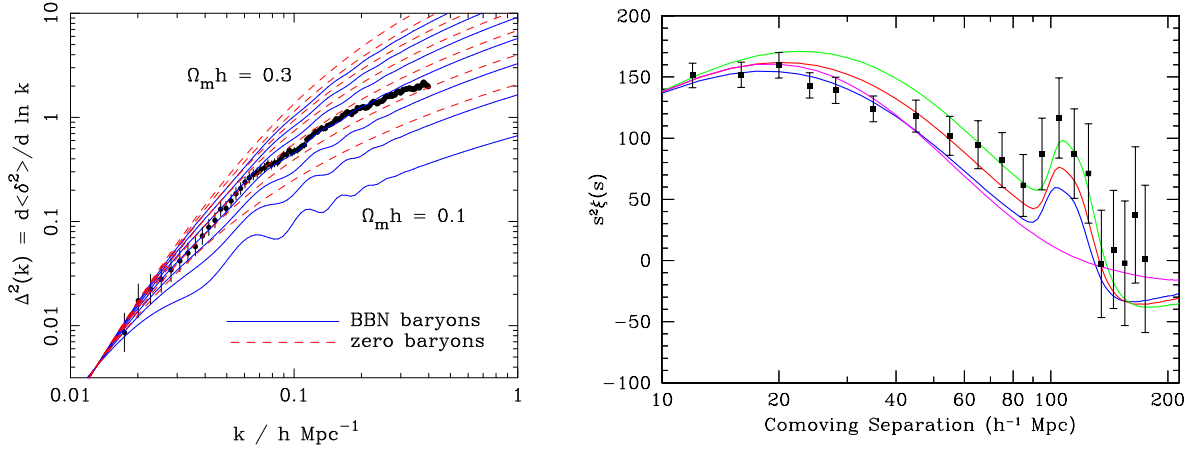 Δ²(k) = d<δ²>/d ln k
10
1
0.1
0.01
Ωₘh = 0.3
Ωₘh = 0.1
BBN baryons
zero baryons
0.01 0.1 1
k / h Mpc⁻¹
s²ξ(s)
200
150
100
50
0
−50
−100
10 20 40 60 80 100 200
Comoving Separation (h⁻¹ Mpc)